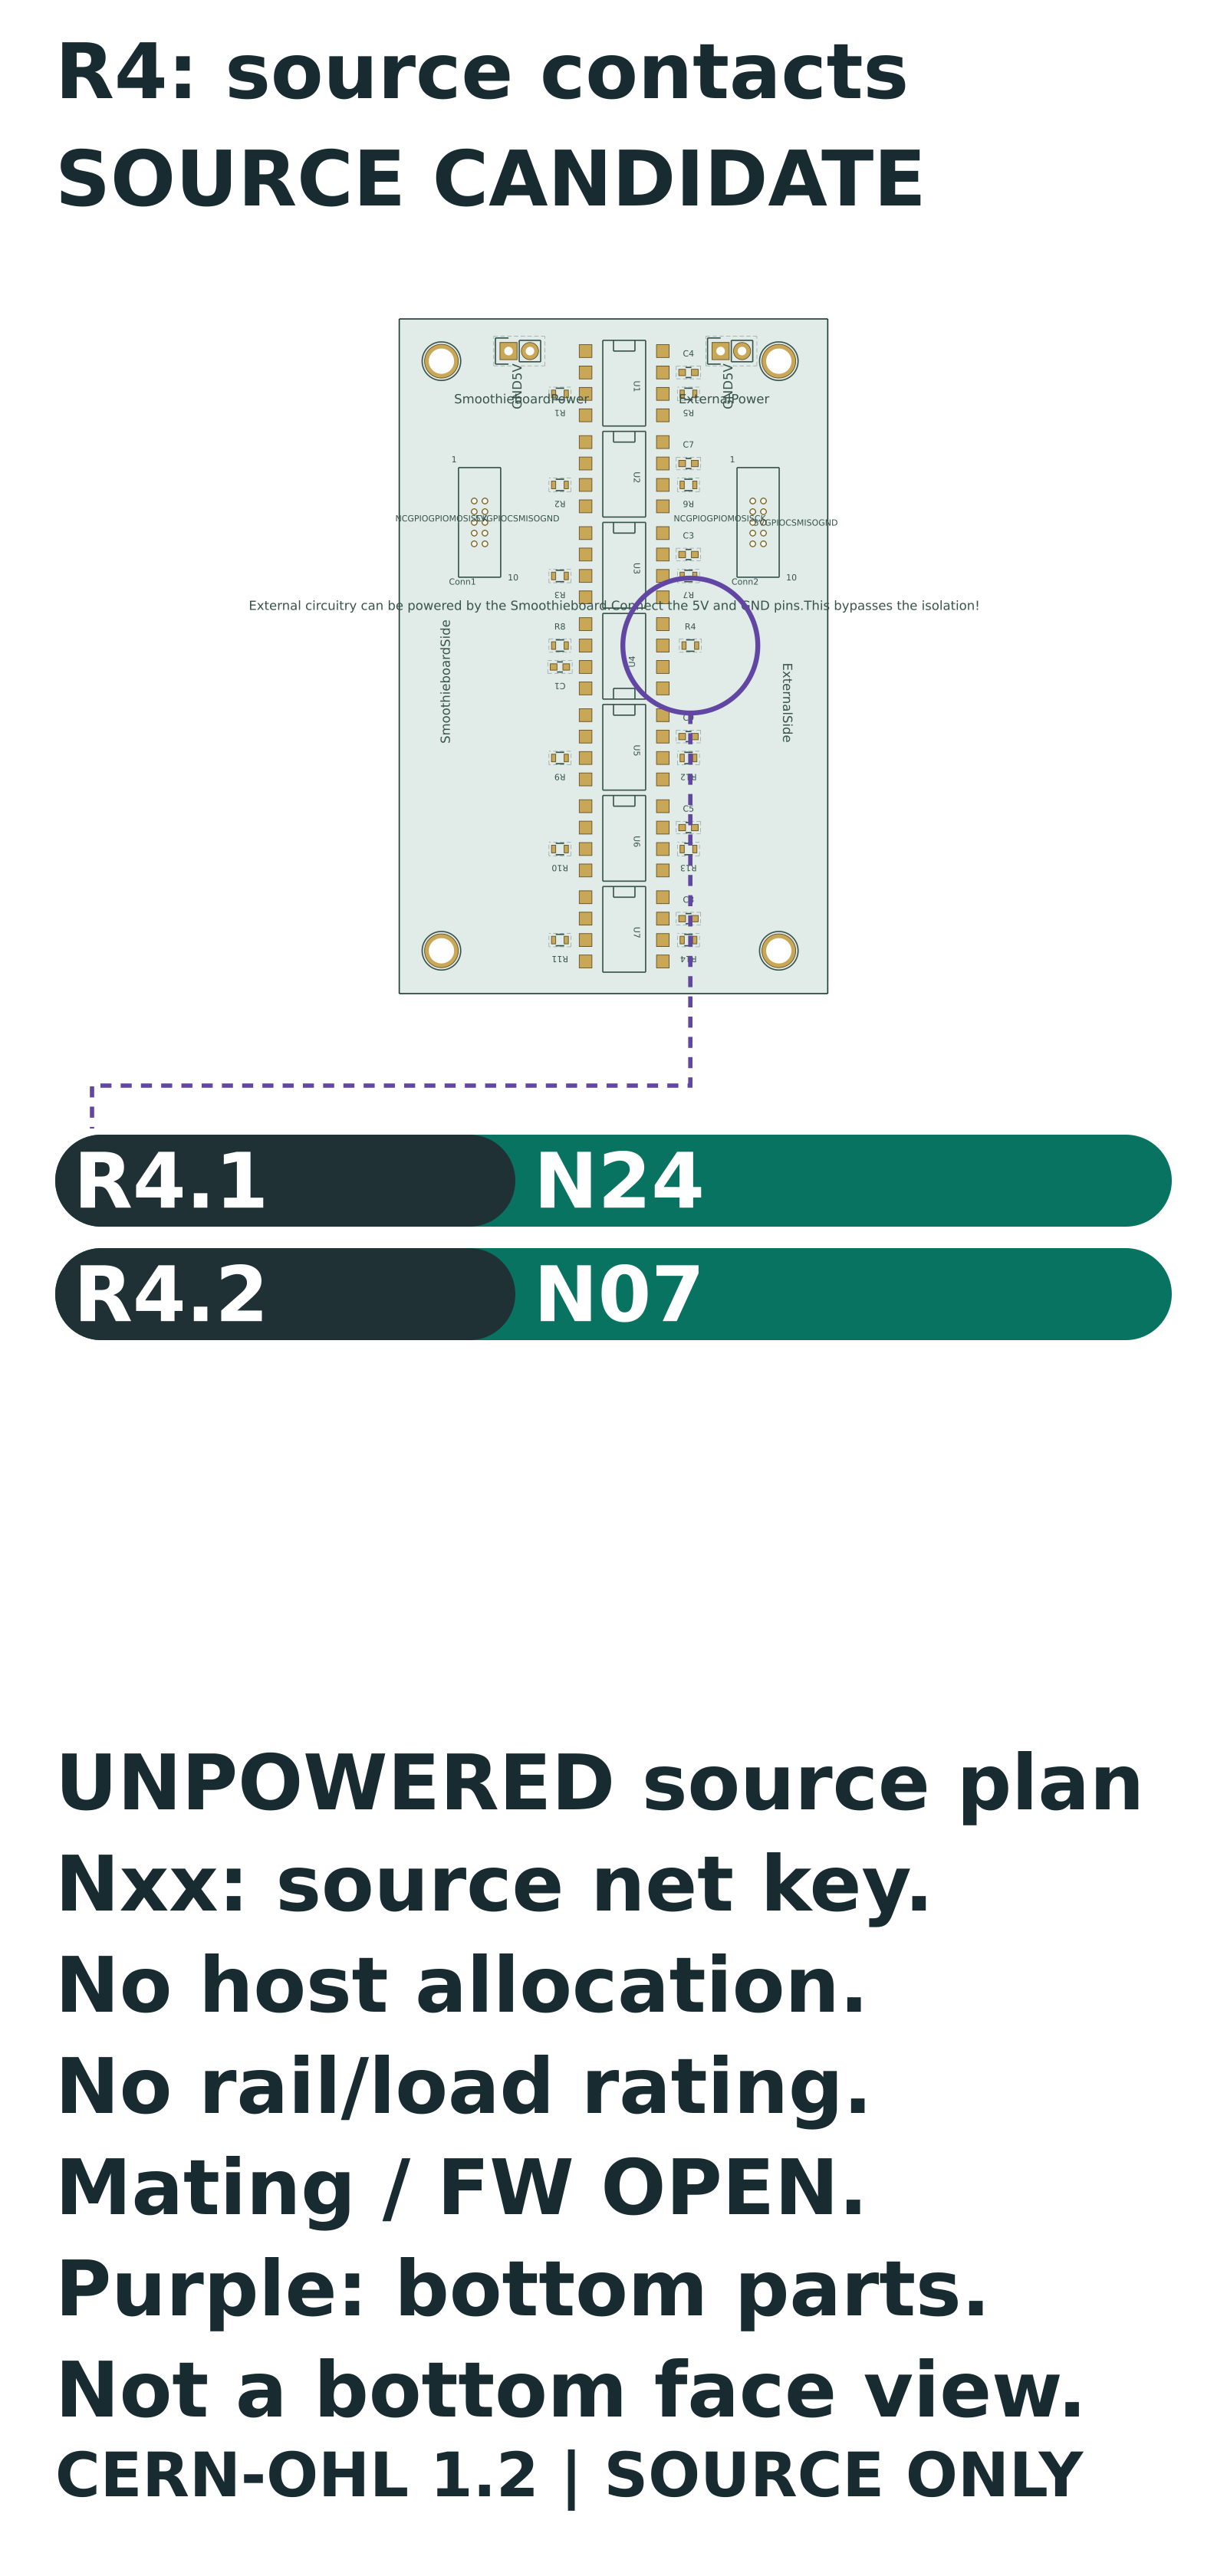 R4: source contacts
SOURCE CANDIDATE
C4
U1
GND5V
GND5V
SmoothieboardPower
ExternalPower
R1
R5
C7
1
1
U2
R2
R6
NCGPIOGPIOMOSISCK
5VGPIOCSMISOGND
NCGPIOGPIOMOSISCK
5VGPIOCSMISOGND
C3
U3
Conn1
10
Conn2
10
R3
R7
External circuitry can be powered by the Smoothieboard.Connect the 5V and GND pins.This bypasses the isolation!
R8
R4
SmoothieboardSide
U4
ExternalSide
C1
U5
R9
R12
C5
U6
R10
R13
U7
R11
R14
R4.1 N24
R4.2 N07
UNPOWERED source plan
Nxx: source net key.
No host allocation.
No rail/load rating.
Mating / FW OPEN.
Purple: bottom parts.
Not a bottom face view.
CERN-OHL 1.2 | SOURCE ONLY